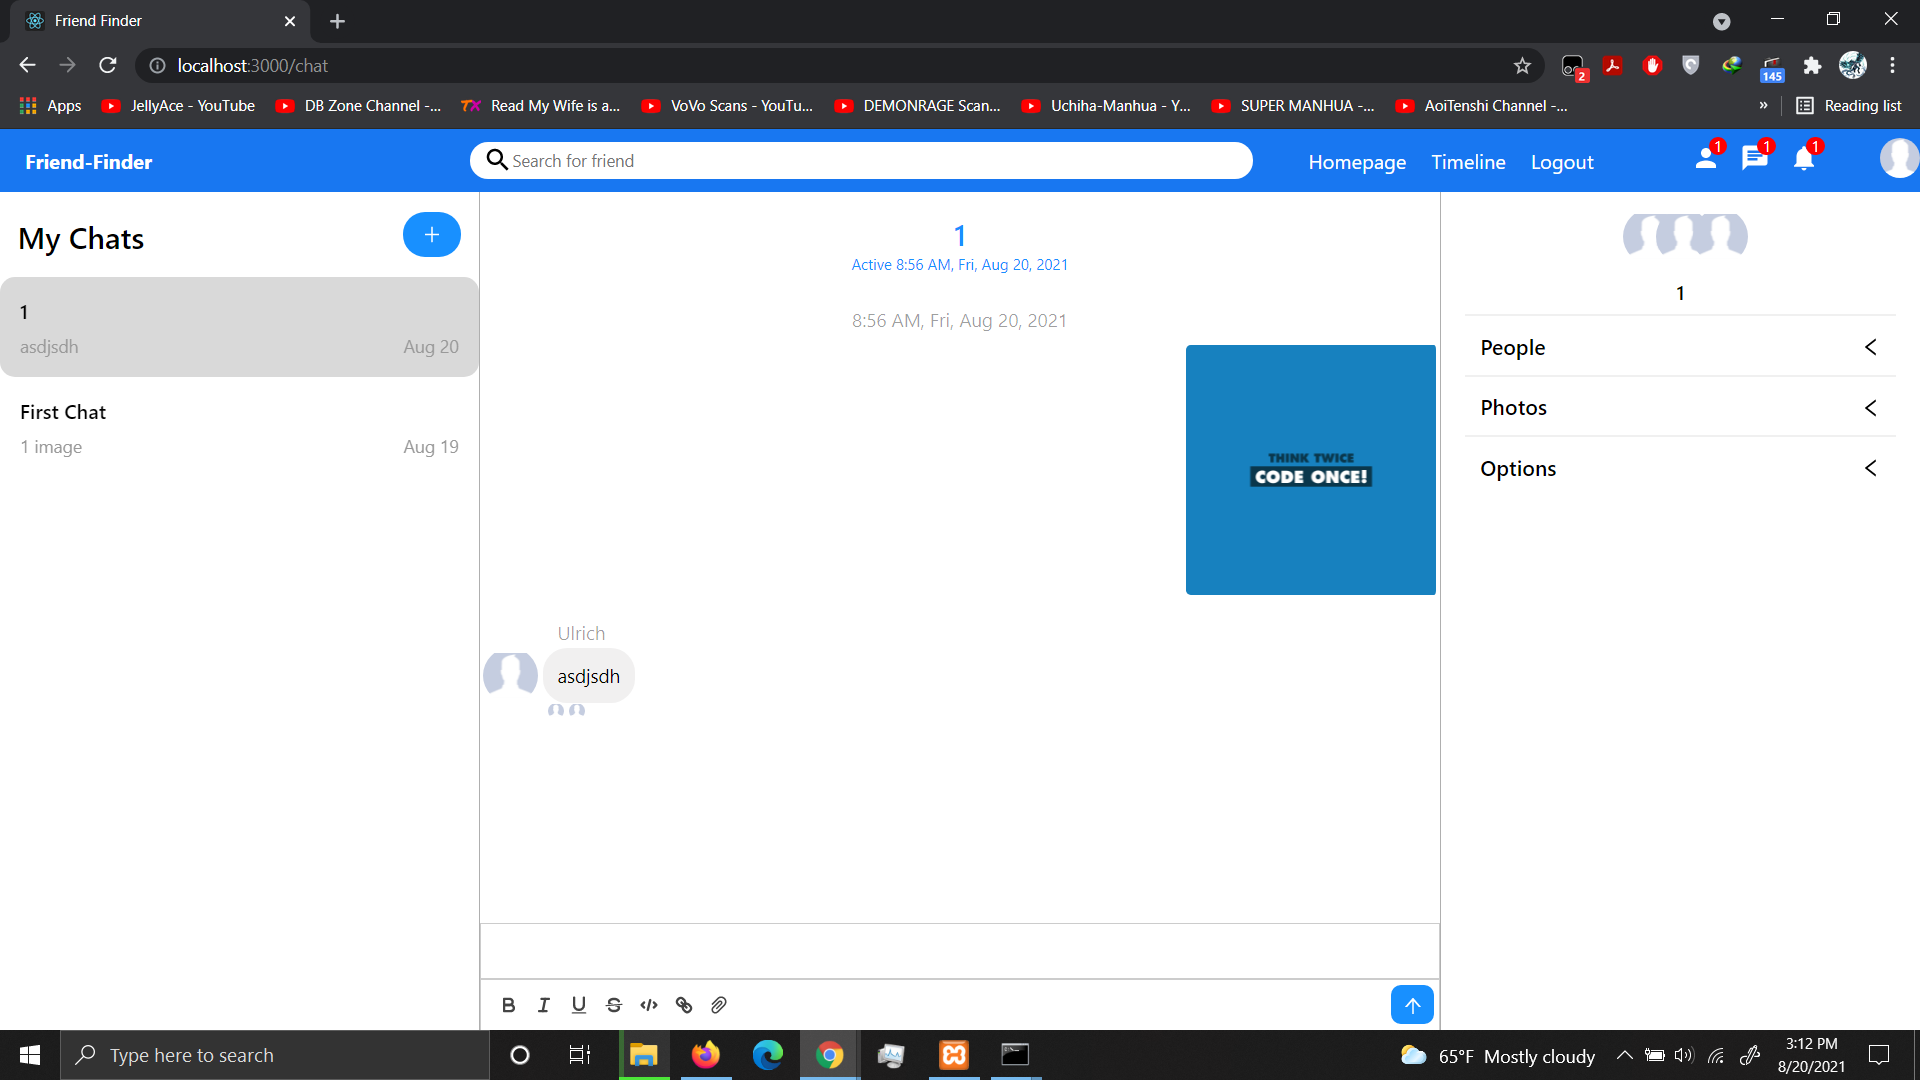 Friend Finder
localhost:3000/chat
2
145
Apps
JellyAce - YouTube
DB Zone Channel -...
TX
Read My Wife is a...
VoVo Scans - YouTu...
DEMONRAGE Scan...
Uchiha-Manhua - Y...
SUPER MANHUA -...
AoiTenshi Channel -...
»
Reading list
Friend-Finder
Search for friend
Homepage
Timeline
Logout
1
1
1
My Chats
+
1
asdjsdh
Aug 20
First Chat
1 image
Aug 19
1
Active 8:56 AM, Fri, Aug 20, 2021
8:56 AM, Fri, Aug 20, 2021
THINK TWICE
CODE ONCE!
Ulrich
asdjsdh
B I U S </>
1
People
Photos
Options
Type here to search
65°F Mostly cloudy
3:12 PM
8/20/2021